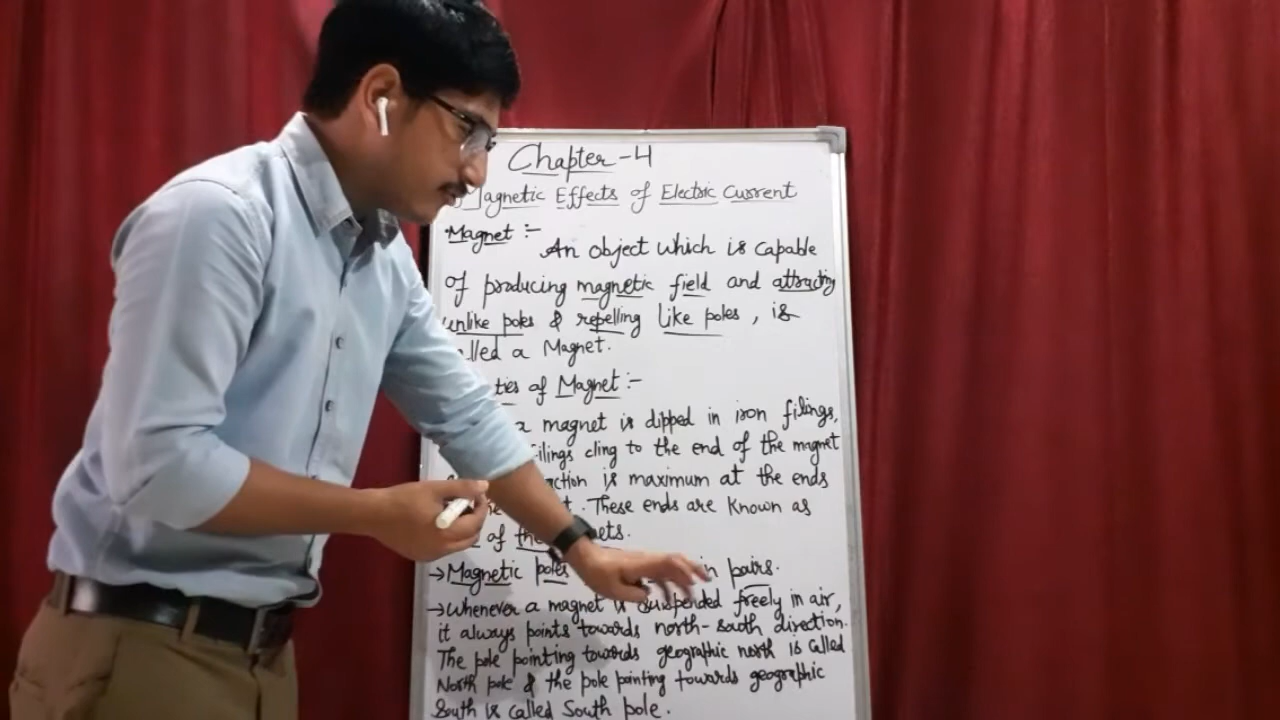 Chapter-4
Magnetic Effects of Electric Current
Magnet :- An object which is capable
of producing magnetic field and attracting
unlike poles & repelling like poles, is
lled a Magnet.
ties of Magnet :-
a magnet is dipped in iron filings,
filings cling to the end of the magnet
action is maximum at the ends
. These ends are known as
of the ets.
→ Magnetic poles in pairs.
→ Whenever a magnet is suspended freely in air,
it always points towards north-south direction.
The pole pointing towards geographic north is called
North pole & the pole pointing towards geographic
South is called South pole.